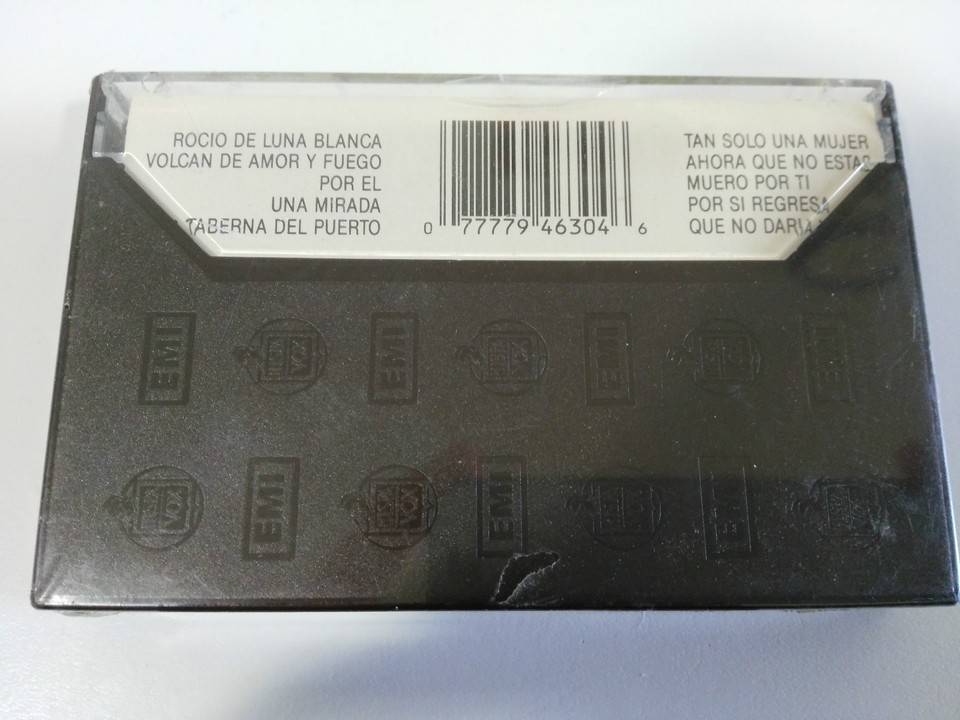 ROCIO DE LUNA BLANCA
VOLCAN DE AMOR Y FUEGO
POR EL
UNA MIRADA
TABERNA DEL PUERTO
0 77779 46304 6
TAN SOLO UNA MUJER
AHORA QUE NO ESTAS
MUERO POR TI
POR SI REGRESA
QUE NO DARIA
EMI
EMI
EMI
EMI
VOX
EMI
VOX
EMI
EMI